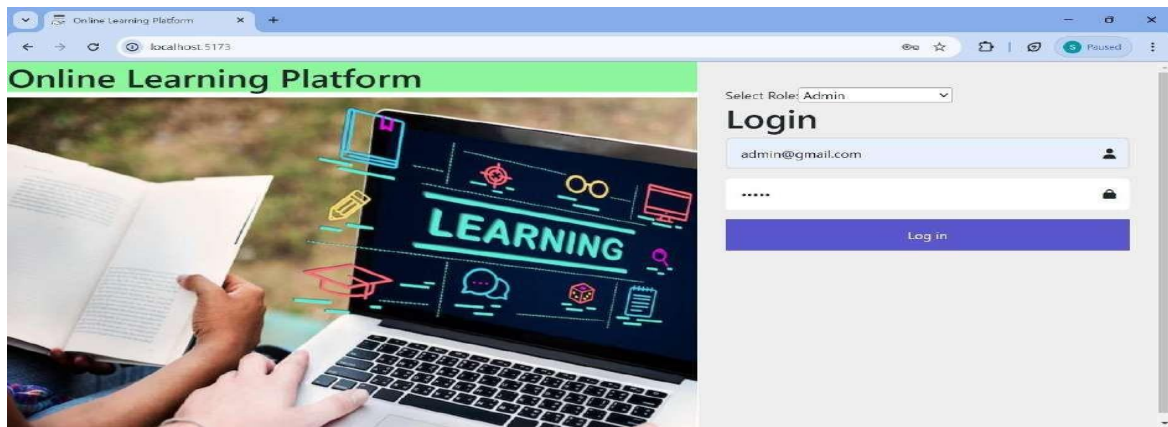 Online Learning Platform
localhost:5173
Paused
Online Learning Platform
Select Role: Admin
Login
admin@gmail.com
•••••
Log in
LEARNING